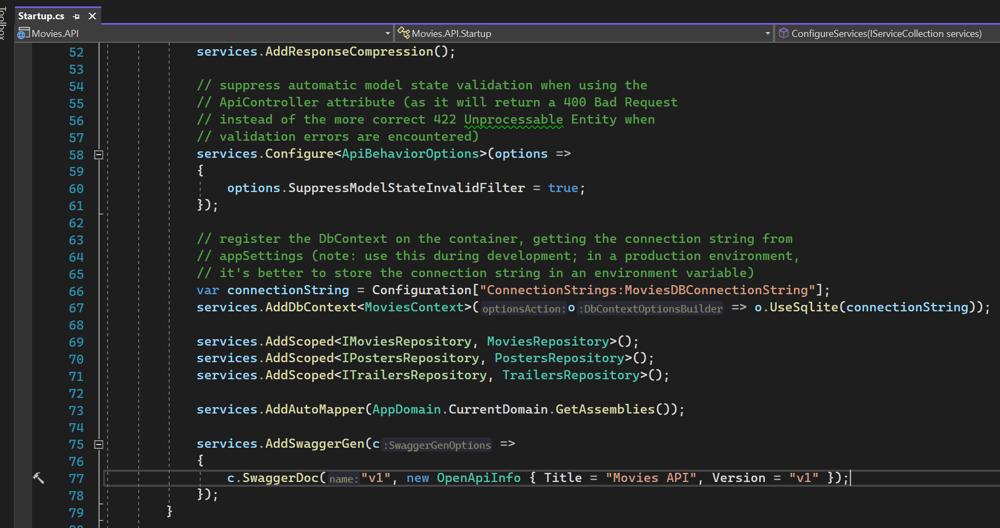 Toolbox
Startup.cs
Movies.API
Movies.API.Startup
ConfigureServices(IServiceCollection services)
52 services.AddResponseCompression();
53
54 // suppress automatic model state validation when using the
55 // ApiController attribute (as it will return a 400 Bad Request
56 // instead of the more correct 422 Unprocessable Entity when
57 // validation errors are encountered)
58 services.Configure<ApiBehaviorOptions>(options =>
59 {
60 options.SuppressModelStateInvalidFilter = true;
61 });
62
63 // register the DbContext on the container, getting the connection string from
64 // appSettings (note: use this during development; in a production environment,
65 // it's better to store the connection string in an environment variable)
66 var connectionString = Configuration["ConnectionStrings:MoviesDBConnectionString"];
67 services.AddDbContext<MoviesContext>(optionsAction:o:DbContextOptionsBuilder => o.UseSqlite(connectionString));
68
69 services.AddScoped<IMoviesRepository, MoviesRepository>();
70 services.AddScoped<IPostersRepository, PostersRepository>();
71 services.AddScoped<ITrailersRepository, TrailersRepository>();
72
73 services.AddAutoMapper(AppDomain.CurrentDomain.GetAssemblies());
74
75 services.AddSwaggerGen(c:SwaggerGenOptions =>
76 {
77 c.SwaggerDoc(name:"v1", new OpenApiInfo { Title = "Movies API", Version = "v1" });
78 });
79 }